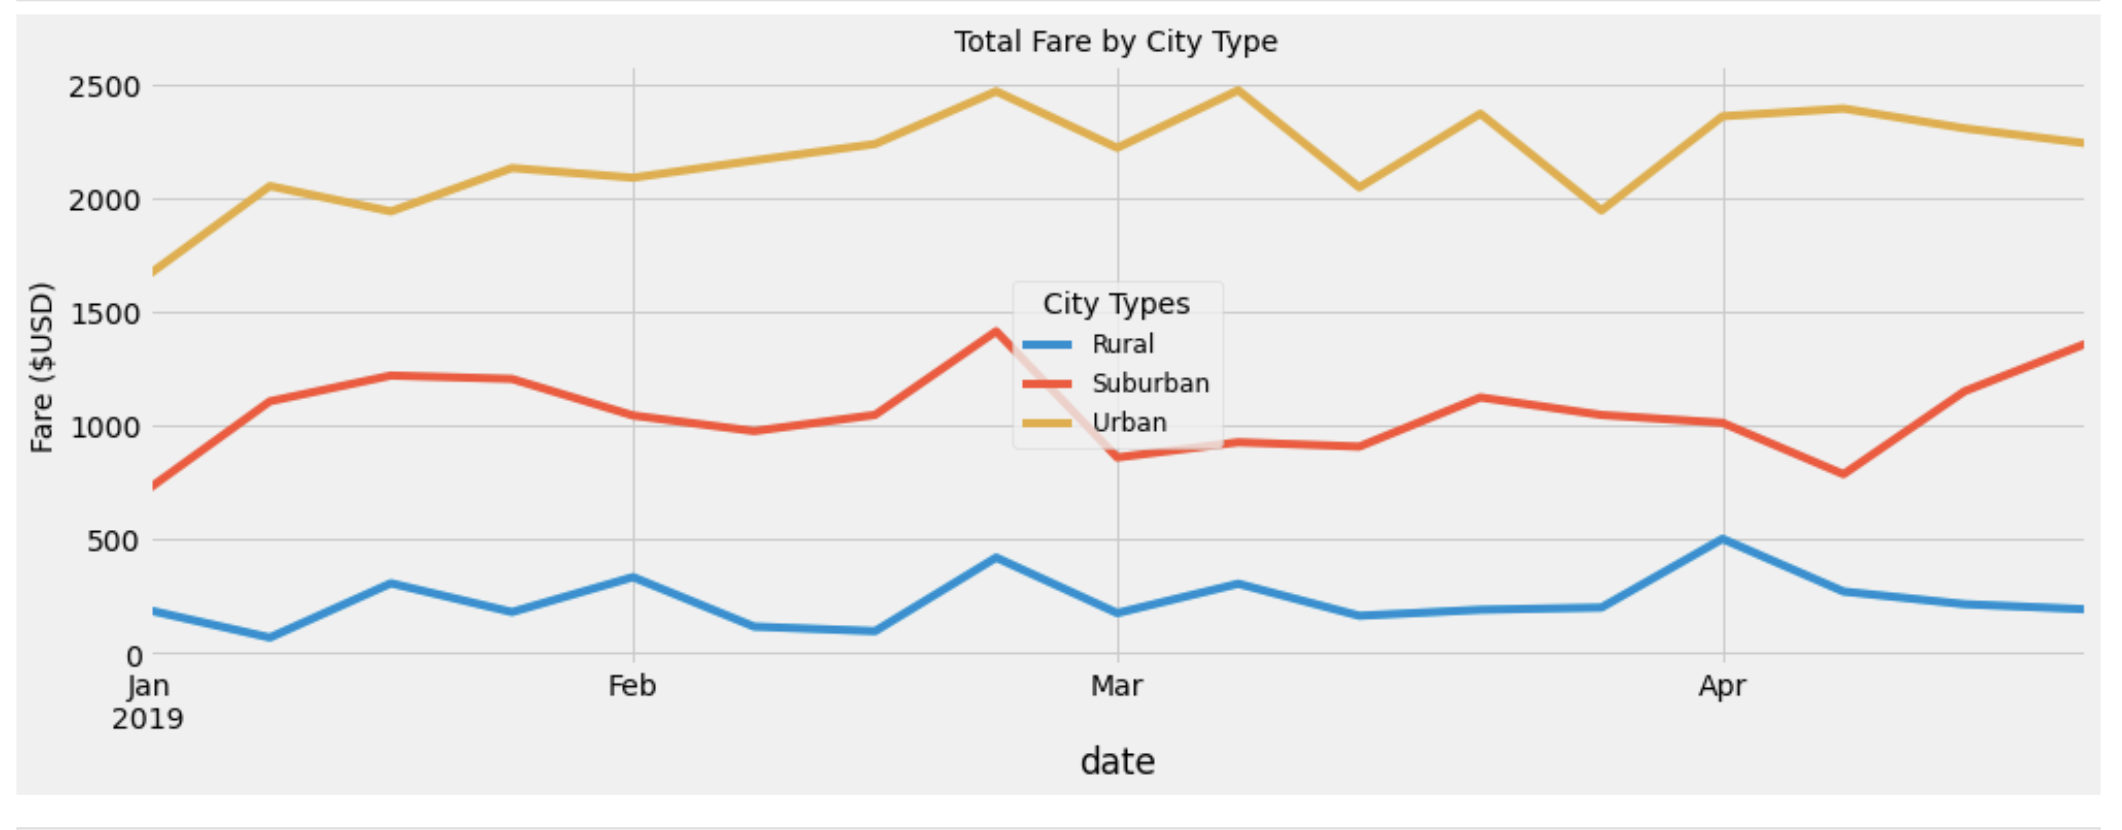 Total Fare by City Type
2500
2000
1500
1000
500
0
Fare ($USD)
City Types
Rural
Suburban
Urban
Jan Feb Mar Apr
2019
date